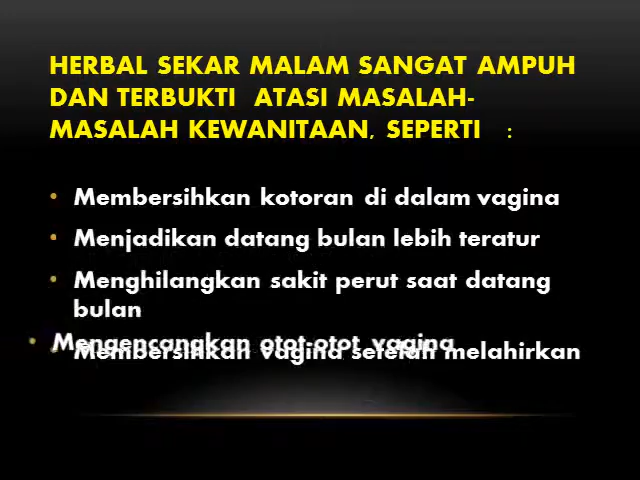 HERBAL SEKAR MALAM SANGAT AMPUH
DAN TERBUKTI ATASI MASALAH-
MASALAH KEWANITAAN, SEPERTI :
• Membersihkan kotoran di dalam vagina
• Menjadikan datang bulan lebih teratur
• Menghilangkan sakit perut saat datang
bulan
• Mengencangkan otot-otot vagina
• Membersihkan vagina setelah melahirkan